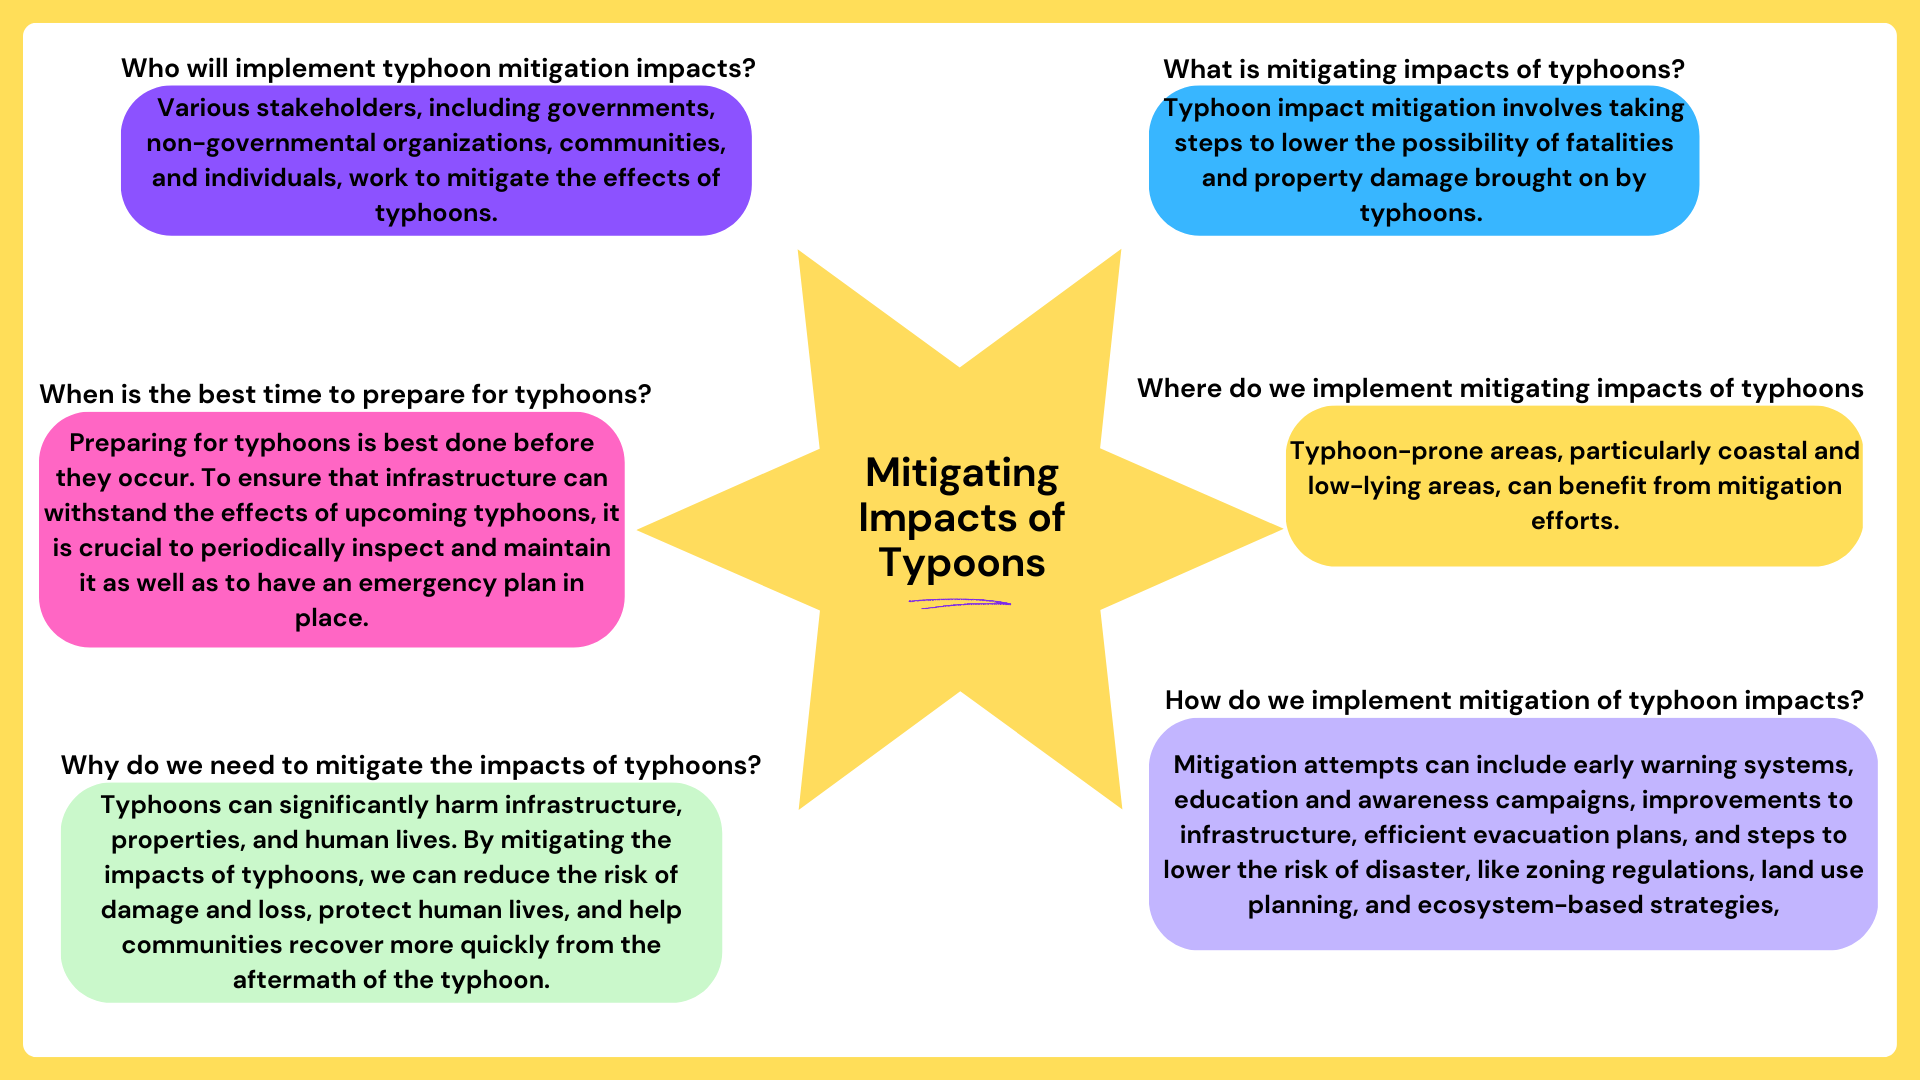 Who will implement typhoon mitigation impacts?
Various stakeholders, including governments,
non-governmental organizations, communities,
and individuals, work to mitigate the effects of
typhoons.
What is mitigating impacts of typhoons?
Typhoon impact mitigation involves taking
steps to lower the possibility of fatalities
and property damage brought on by
typhoons.
When is the best time to prepare for typhoons?
Preparing for typhoons is best done before
they occur. To ensure that infrastructure can
withstand the effects of upcoming typhoons, it
is crucial to periodically inspect and maintain
it as well as to have an emergency plan in
place.
Mitigating
Impacts of
Typoons
Where do we implement mitigating impacts of typhoons
Typhoon-prone areas, particularly coastal and
low-lying areas, can benefit from mitigation
efforts.
Why do we need to mitigate the impacts of typhoons?
Typhoons can significantly harm infrastructure,
properties, and human lives. By mitigating the
impacts of typhoons, we can reduce the risk of
damage and loss, protect human lives, and help
communities recover more quickly from the
aftermath of the typhoon.
How do we implement mitigation of typhoon impacts?
Mitigation attempts can include early warning systems,
education and awareness campaigns, improvements to
infrastructure, efficient evacuation plans, and steps to
lower the risk of disaster, like zoning regulations, land use
planning, and ecosystem-based strategies,